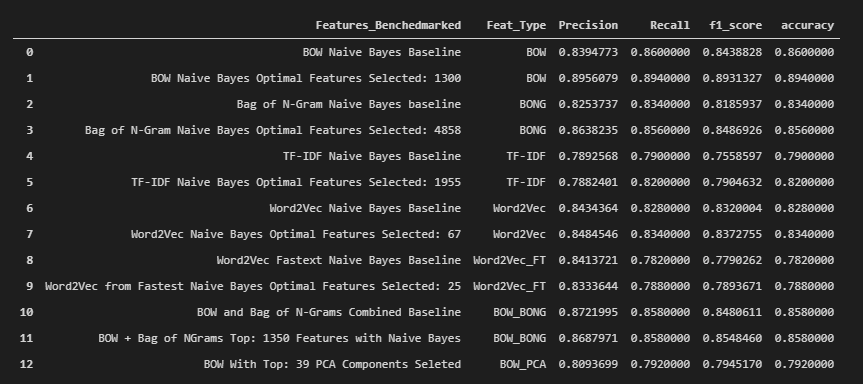 Features_Benchedmarked Feat_Type Precision Recall f1_score accuracy
0 BOW Naive Bayes Baseline BOW 0.8394773 0.8600000 0.8438828 0.8600000
1 BOW Naive Bayes Optimal Features Selected: 1300 BOW 0.8956079 0.8940000 0.8931327 0.8940000
2 Bag of N-Gram Naive Bayes baseline BONG 0.8253737 0.8340000 0.8185937 0.8340000
3 Bag of N-Gram Naive Bayes Optimal Features Selected: 4858 BONG 0.8638235 0.8560000 0.8486926 0.8560000
4 TF-IDF Naive Bayes Baseline TF-IDF 0.7892568 0.7900000 0.7558597 0.7900000
5 TF-IDF Naive Bayes Optimal Features Selected: 1955 TF-IDF 0.7882401 0.8200000 0.7904632 0.8200000
6 Word2Vec Naive Bayes Baseline Word2Vec 0.8434364 0.8280000 0.8320004 0.8280000
7 Word2Vec Naive Bayes Optimal Features Selected: 67 Word2Vec 0.8484546 0.8340000 0.8372755 0.8340000
8 Word2Vec Fastext Naive Bayes Baseline Word2Vec_FT 0.8413721 0.7820000 0.7790262 0.7820000
9 Word2Vec from Fastest Naive Bayes Optimal Features Selected: 25 Word2Vec_FT 0.8333644 0.7880000 0.7893671 0.7880000
10 BOW and Bag of N-Grams Combined Baseline BOW_BONG 0.8721995 0.8580000 0.8480611 0.8580000
11 BOW + Bag of NGrams Top: 1350 Features with Naive Bayes BOW_BONG 0.8687971 0.8580000 0.8548460 0.8580000
12 BOW With Top: 39 PCA Components Seleted BOW_PCA 0.8093699 0.7920000 0.7945170 0.7920000